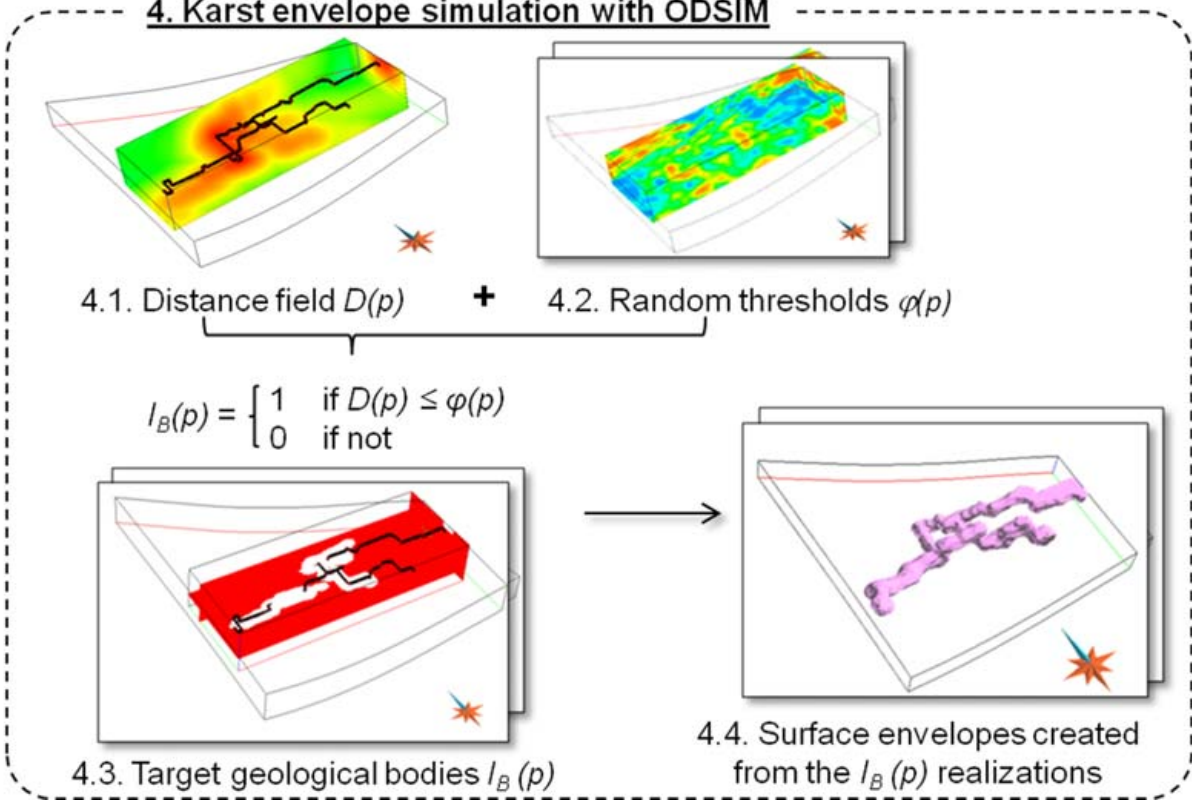 4. Karst envelope simulation with ODSIM
4.1. Distance field D(p) + 4.2. Random thresholds φ(p)
I_B(p) = { 1 if D(p) ≤ φ(p)
0 if not
4.3. Target geological bodies I_B (p)
4.4. Surface envelopes created
from the I_B (p) realizations